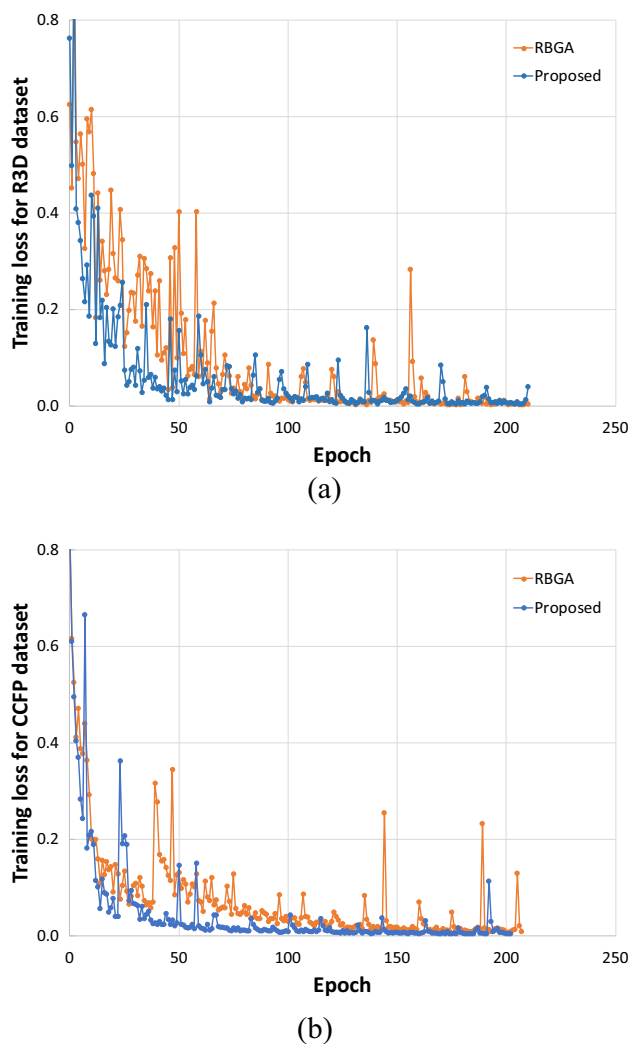 Training loss for R3D dataset
0.8
0.6
0.4
0.2
0.0
RBGA
Proposed
0
50
100
150
200
250
Epoch
(a)
Training loss for CCFP dataset
0.8
0.6
0.4
0.2
0.0
RBGA
Proposed
0
50
100
150
200
250
Epoch
(b)